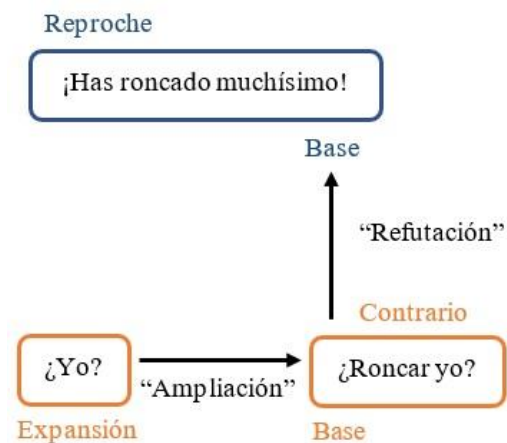 Reproche
¡Has roncado muchísimo!
Base
“Refutación”
Contrario
¿Yo?
¿Roncar yo?
“Ampliación”
Expansión
Base